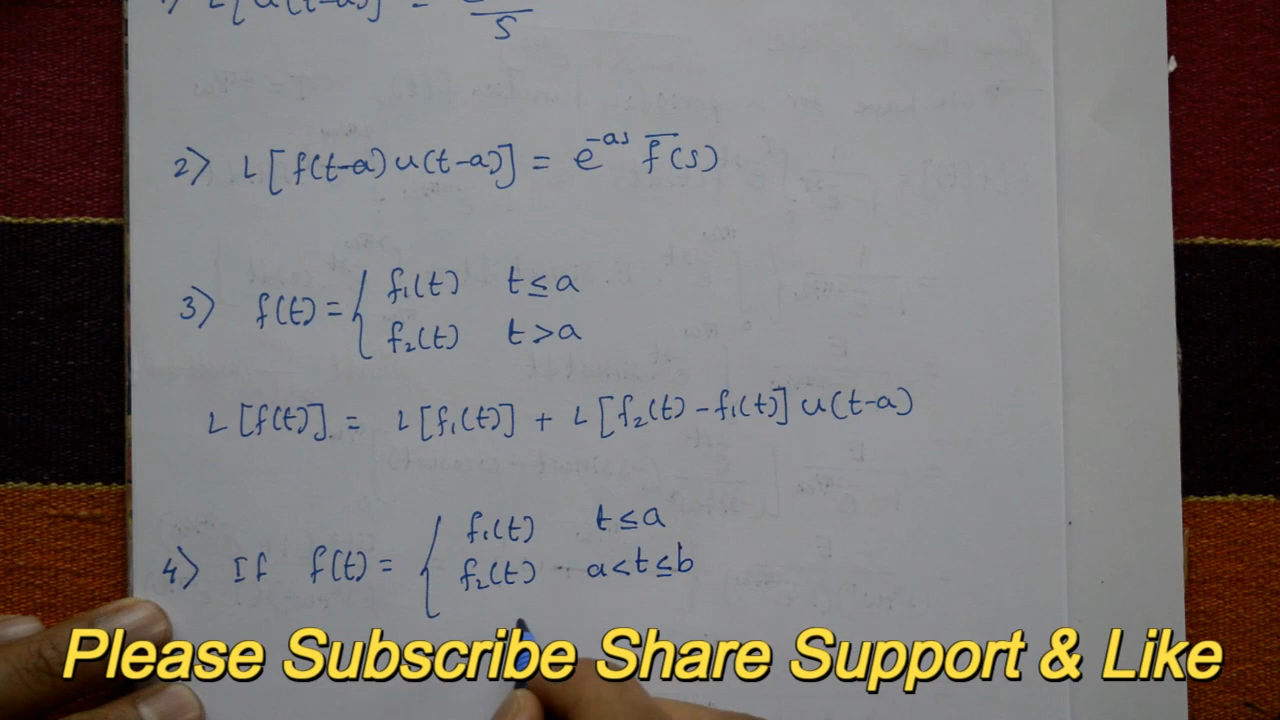 L[u(t-a)] =
s
2) L[f(t-a)u(t-a)] = e^{-as} f̅(s)
3) f(t) = { f₁(t) t≤a
f₂(t) t>a
L[f(t)] = L[f₁(t)] + L[f₂(t) - f₁(t)] u(t-a)
4) If f(t) = { f₁(t) t≤a
f₂(t) a<t≤b
Please Subscribe Share Support & Like